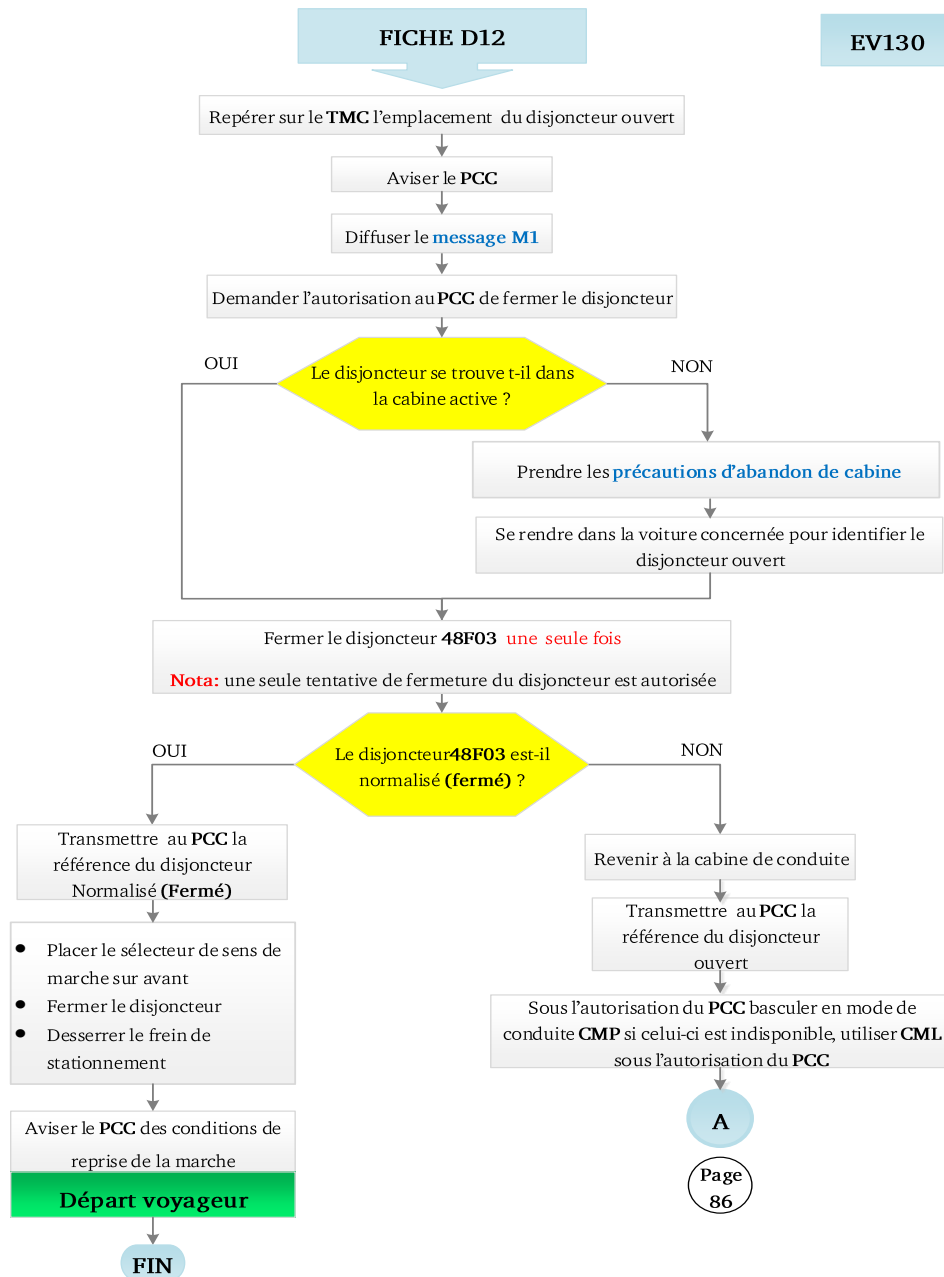 FICHE D12
EV130
Repérer sur le TMC l'emplacement du disjoncteur ouvert
Aviser le PCC
Diffuser le message M1
Demander l'autorisation au PCC de fermer le disjoncteur
OUI
NON
Le disjoncteur se trouve t-il dans
la cabine active ?
Prendre les précautions d'abandon de cabine
Se rendre dans la voiture concernée pour identifier le
disjoncteur ouvert
Fermer le disjoncteur 48F03 une seule fois
Nota: une seule tentative de fermeture du disjoncteur est autorisée
OUI
NON
Le disjoncteur48F03 est-il
normalisé (fermé) ?
Transmettre au PCC la
référence du disjoncteur
Normalisé (Fermé)
• Placer le sélecteur de sens de
marche sur avant
• Fermer le disjoncteur
• Desserrer le frein de
stationnement
Aviser le PCC des conditions de
reprise de la marche
Départ voyageur
FIN
Revenir à la cabine de conduite
Transmettre au PCC la
référence du disjoncteur
ouvert
Sous l'autorisation du PCC basculer en mode de
conduite CMP si celui-ci est indisponible, utiliser CML
sous l'autorisation du PCC
A
Page
86